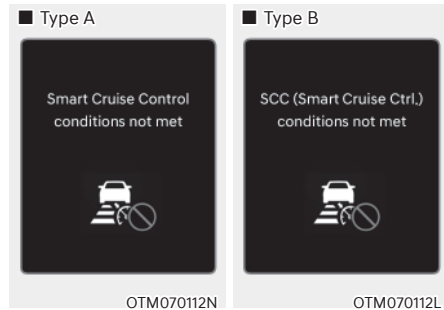 ■ Type A
Smart Cruise Control
conditions not met
OTM070112N
■ Type B
SCC (Smart Cruise Ctrl.)
conditions not met
OTM070112L